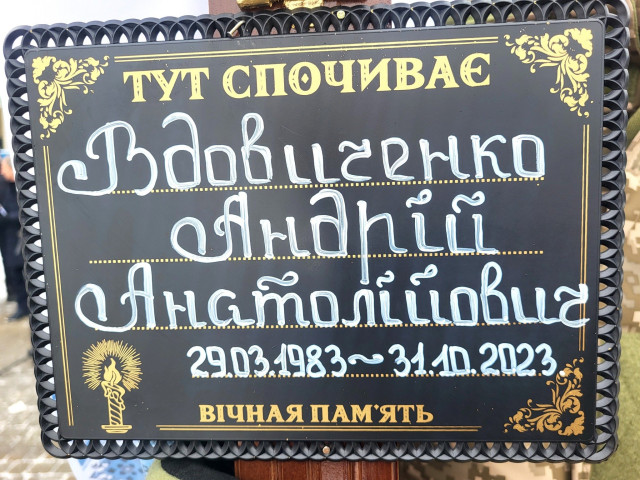 ТУТ СПОЧИВАЄ
Вдовиченко
Андрій
Анатолійович
29.03.1983~31.10.2023
ВІЧНАЯ ПАМ'ЯТЬ